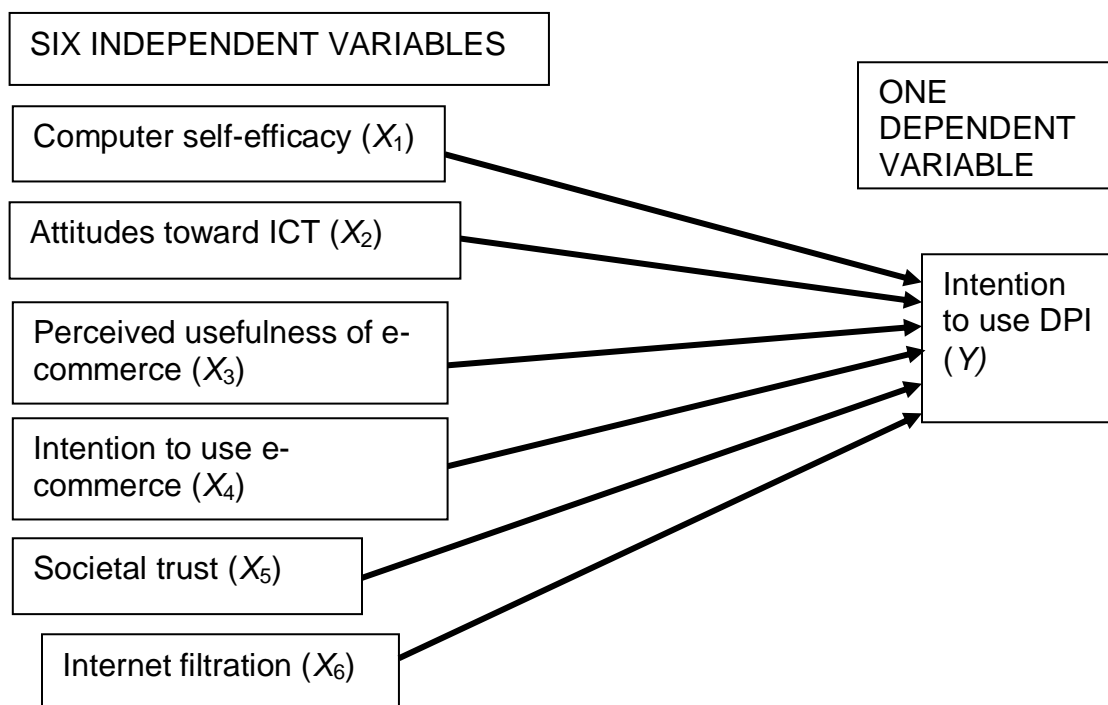 SIX INDEPENDENT VARIABLES
Computer self-efficacy (X₁)
Attitudes toward ICT (X₂)
Perceived usefulness of e-
commerce (X₃)
Intention to use e-
commerce (X₄)
Societal trust (X₅)
Internet filtration (X₆)
ONE
DEPENDENT
VARIABLE
Intention
to use DPI
(Y)